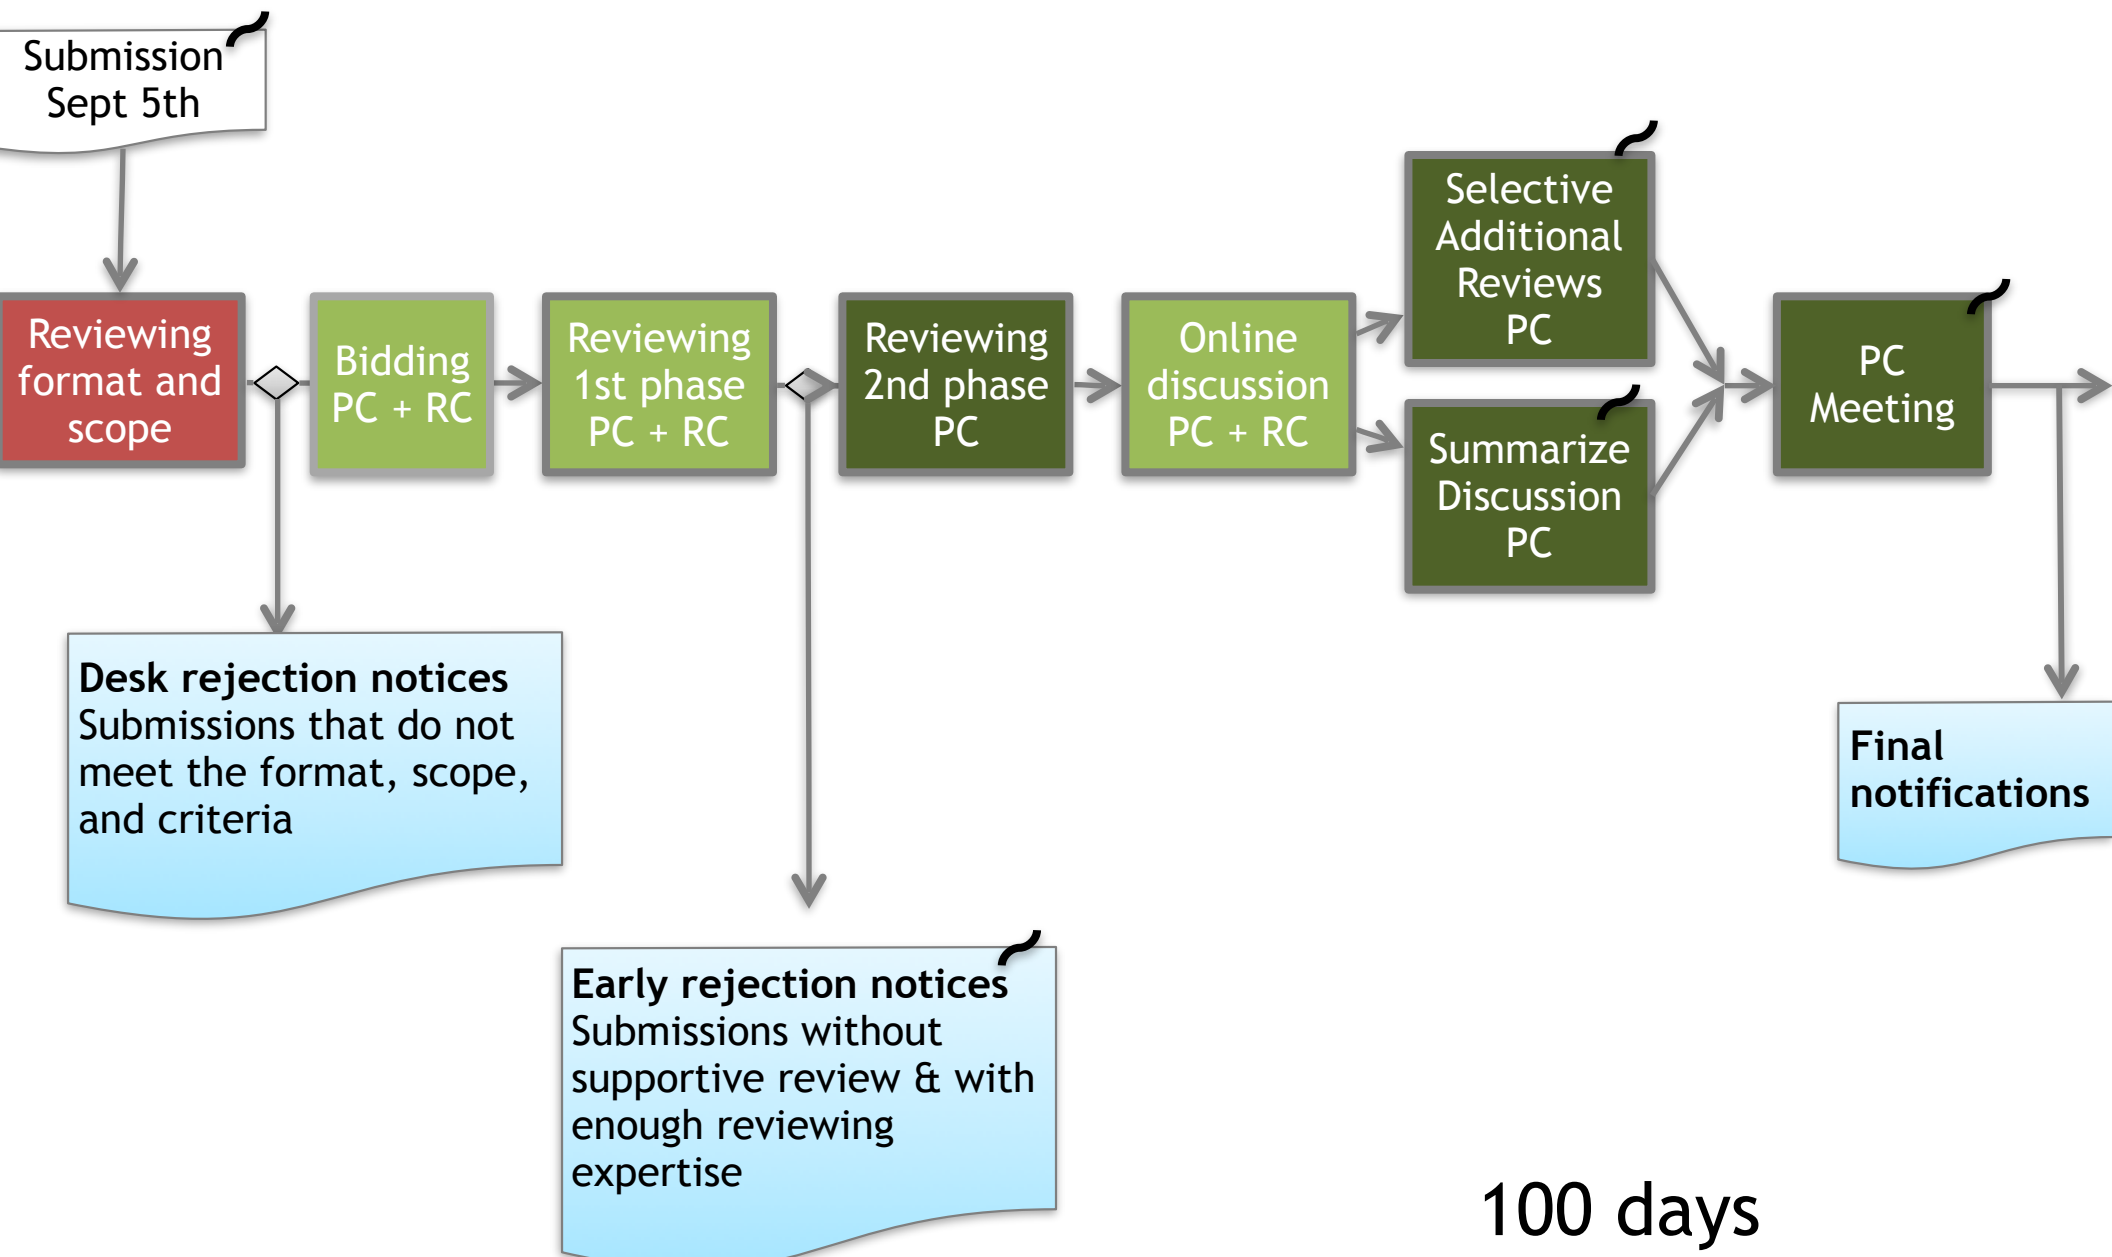 Submission
Sept 5th
Reviewing
format and
scope
Bidding
PC + RC
Reviewing
1st phase
PC + RC
Reviewing
2nd phase
PC
Online
discussion
PC + RC
Selective
Additional
Reviews
PC
Summarize
Discussion
PC
PC
Meeting
Desk rejection notices
Submissions that do not
meet the format, scope,
and criteria
Early rejection notices
Submissions without
supportive review & with
enough reviewing
expertise
Final
notifications
100 days